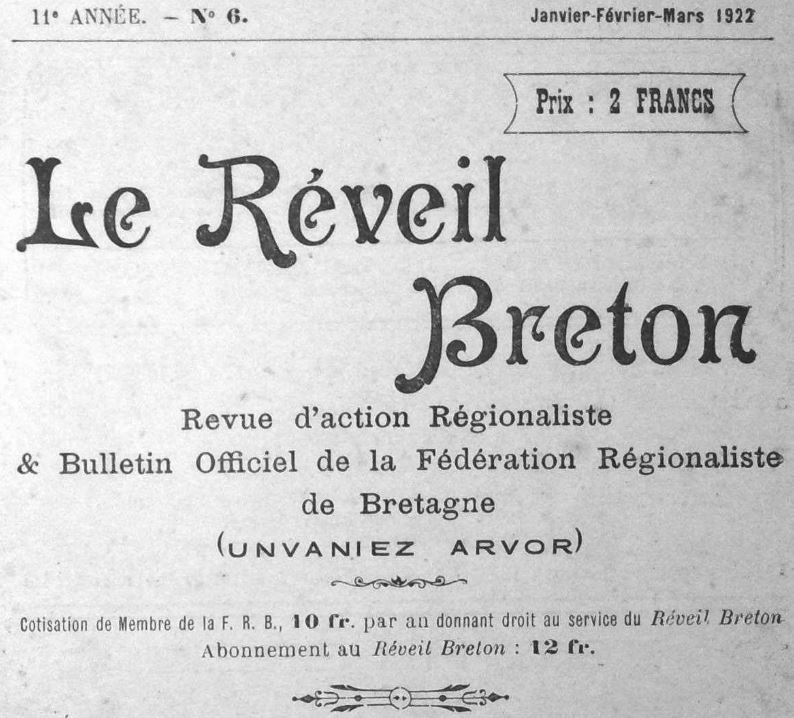 11e ANNÉE. – No 6.
Janvier-Février-Mars 1922
Prix : 2 FRANCS
Le Réveil
Breton
Revue d'action Régionaliste
& Bulletin Officiel de la Fédération Régionaliste
de Bretagne
(UNVANIEZ ARVOR)
Cotisation de Membre de la F. R. B., 10 fr. par an donnant droit au service du Réveil Breton
Abonnement au Réveil Breton : 12 fr.